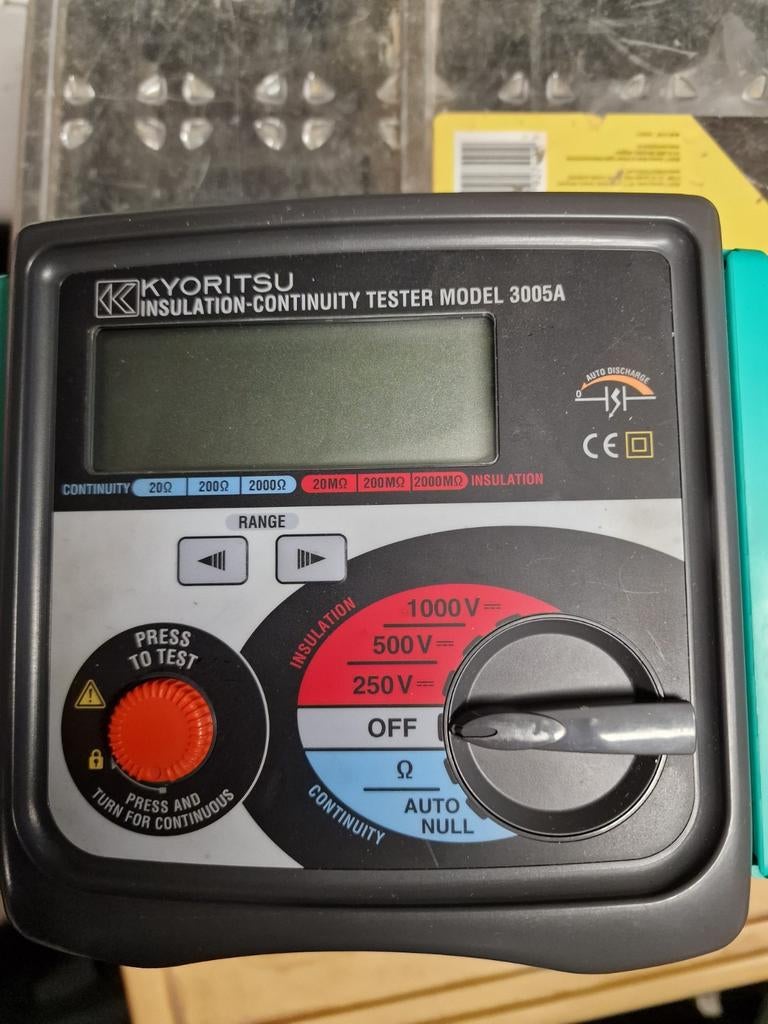 KYORITSU
INSULATION-CONTINUITY TESTER MODEL 3005A
AUTO DISCHARGE
0
CE
CONTINUITY 20Ω 200Ω 2000Ω 20MΩ 200MΩ 2000MΩ INSULATION
RANGE
PRESS
TO TEST
PRESS AND
TURN FOR CONTINUOUS
INSULATION
1000V
500V
250V
OFF
Ω
AUTO
NULL
CONTINUITY